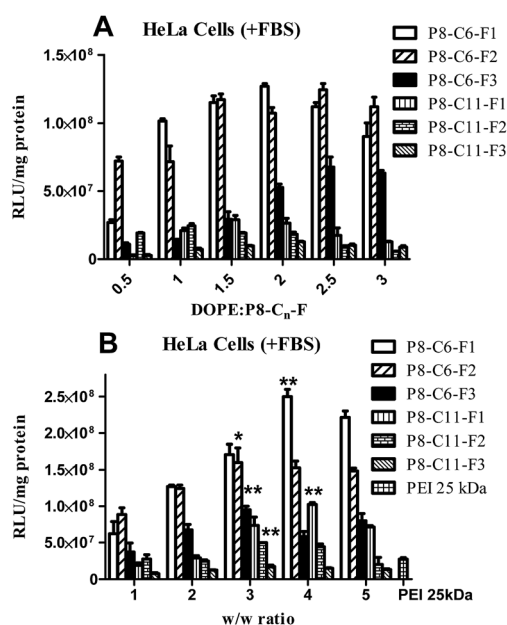 A HeLa Cells (+FBS)
P8-C6-F1
P8-C6-F2
P8-C6-F3
P8-C11-F1
P8-C11-F2
P8-C11-F3
RLU/mg protein
1.5×10⁸
1.0×10⁸
5.0×10⁷
0
0.5 1 1.5 2 2.5 3
DOPE:P8-Cₙ-F
B HeLa Cells (+FBS)
P8-C6-F1
P8-C6-F2
P8-C6-F3
P8-C11-F1
P8-C11-F2
P8-C11-F3
PEI 25 kDa
RLU/mg protein
2.5×10⁸
2.0×10⁸
1.5×10⁸
1.0×10⁸
5.0×10⁷
0
*
**
**
**
**
1 2 3 4 5 PEI 25kDa
w/w ratio